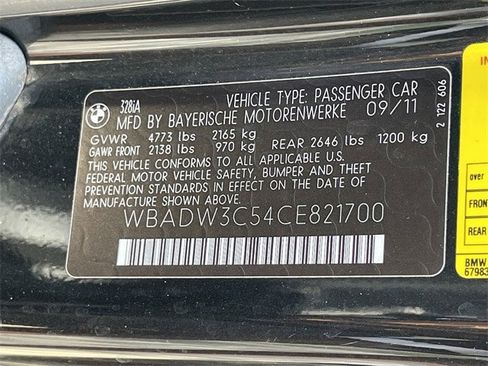 BMW
328iA
VEHICLE TYPE: PASSENGER CAR
MFD BY BAYERISCHE MOTORENWERKE 09/11
GVWR 4773 lbs 2165 kg
GAWR FRONT 2138 lbs 970 kg REAR 2646 lbs 1200 kg
THIS VEHICLE CONFORMS TO ALL APPLICABLE U.S.
FEDERAL MOTOR VEHICLE SAFETY, BUMPER AND THEFT
PREVENTION STANDARDS IN EFFECT ON THE DATE OF
MANUFACTURE SHOWN ABOVE.
WBADW3C54CE821700
2 122 606
over
FRONT
REAR
BMW